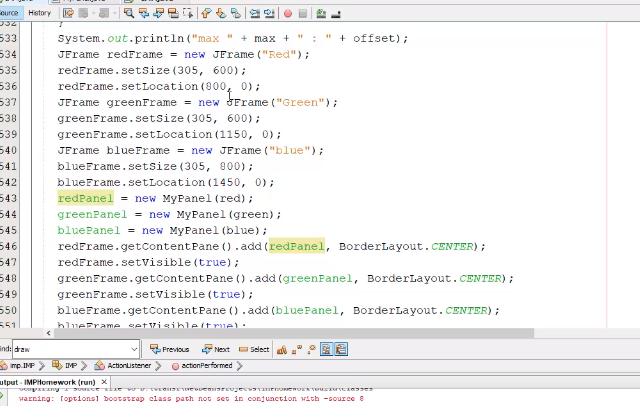 Source History
532 }
533 System.out.println("max " + max + " : " + offset);
534 JFrame redFrame = new JFrame("Red");
535 redFrame.setSize(305, 600);
536 redFrame.setLocation(800, 0);
537 JFrame greenFrame = new JFrame("Green");
538 greenFrame.setSize(305, 600);
539 greenFrame.setLocation(1150, 0);
540 JFrame blueFrame = new JFrame("blue");
541 blueFrame.setSize(305, 800);
542 blueFrame.setLocation(1450, 0);
543 redPanel = new MyPanel(red);
544 greenPanel = new MyPanel(green);
545 bluePanel = new MyPanel(blue);
546 redFrame.getContentPane().add(redPanel, BorderLayout.CENTER);
547 redFrame.setVisible(true);
548 greenFrame.getContentPane().add(greenPanel, BorderLayout.CENTER);
549 greenFrame.setVisible(true);
550 blueFrame.getContentPane().add(bluePanel, BorderLayout.CENTER);
551 blueFrame.setVisible(true);
Find: draw Previous Next Select
imp.IMP IMP ActionListener actionPerformed
Output - IMPHomework (run) ×
warning: [options] bootstrap class path not set in conjunction with -source 8